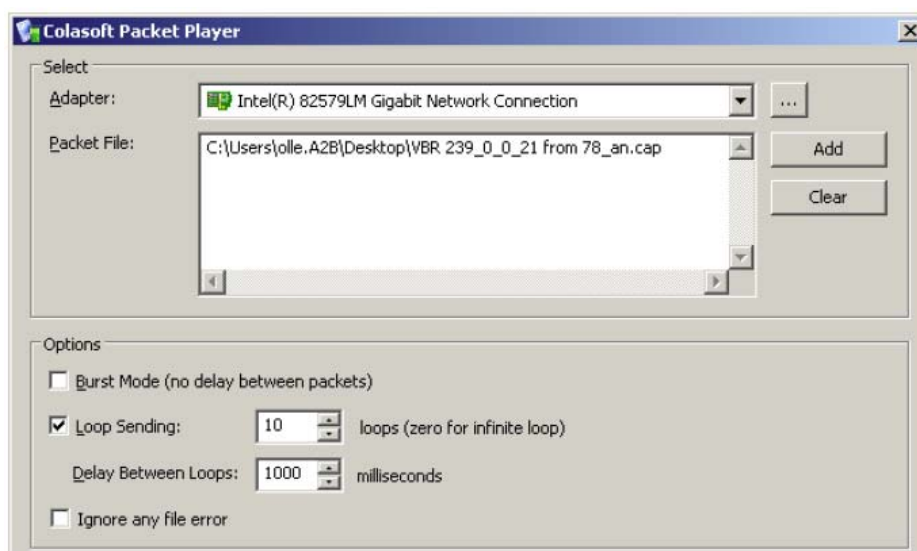 Colasoft Packet Player
Select
Adapter:
Intel(R) 82579LM Gigabit Network Connection
...
Packet File:
C:\Users\olle.A2B\Desktop\VBR 239_0_0_21 from 78_an.cap
Add
Clear
Options
Burst Mode (no delay between packets)
Loop Sending: 10 loops (zero for infinite loop)
Delay Between Loops: 1000 milliseconds
Ignore any file error